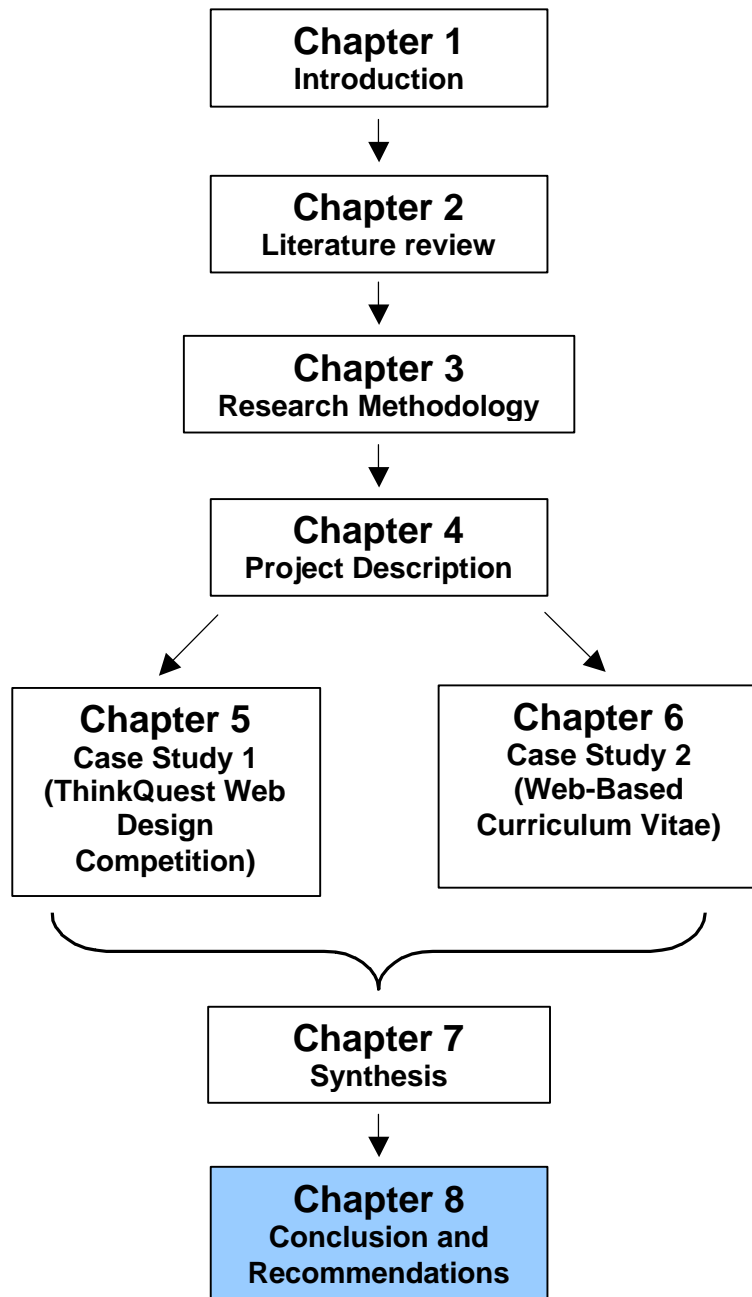 Chapter 1
Introduction
Chapter 2
Literature review
Chapter 3
Research Methodology
Chapter 4
Project Description
Chapter 5
Case Study 1
(ThinkQuest Web
Design
Competition)
Chapter 6
Case Study 2
(Web-Based
Curriculum Vitae)
Chapter 7
Synthesis
Chapter 8
Conclusion and
Recommendations